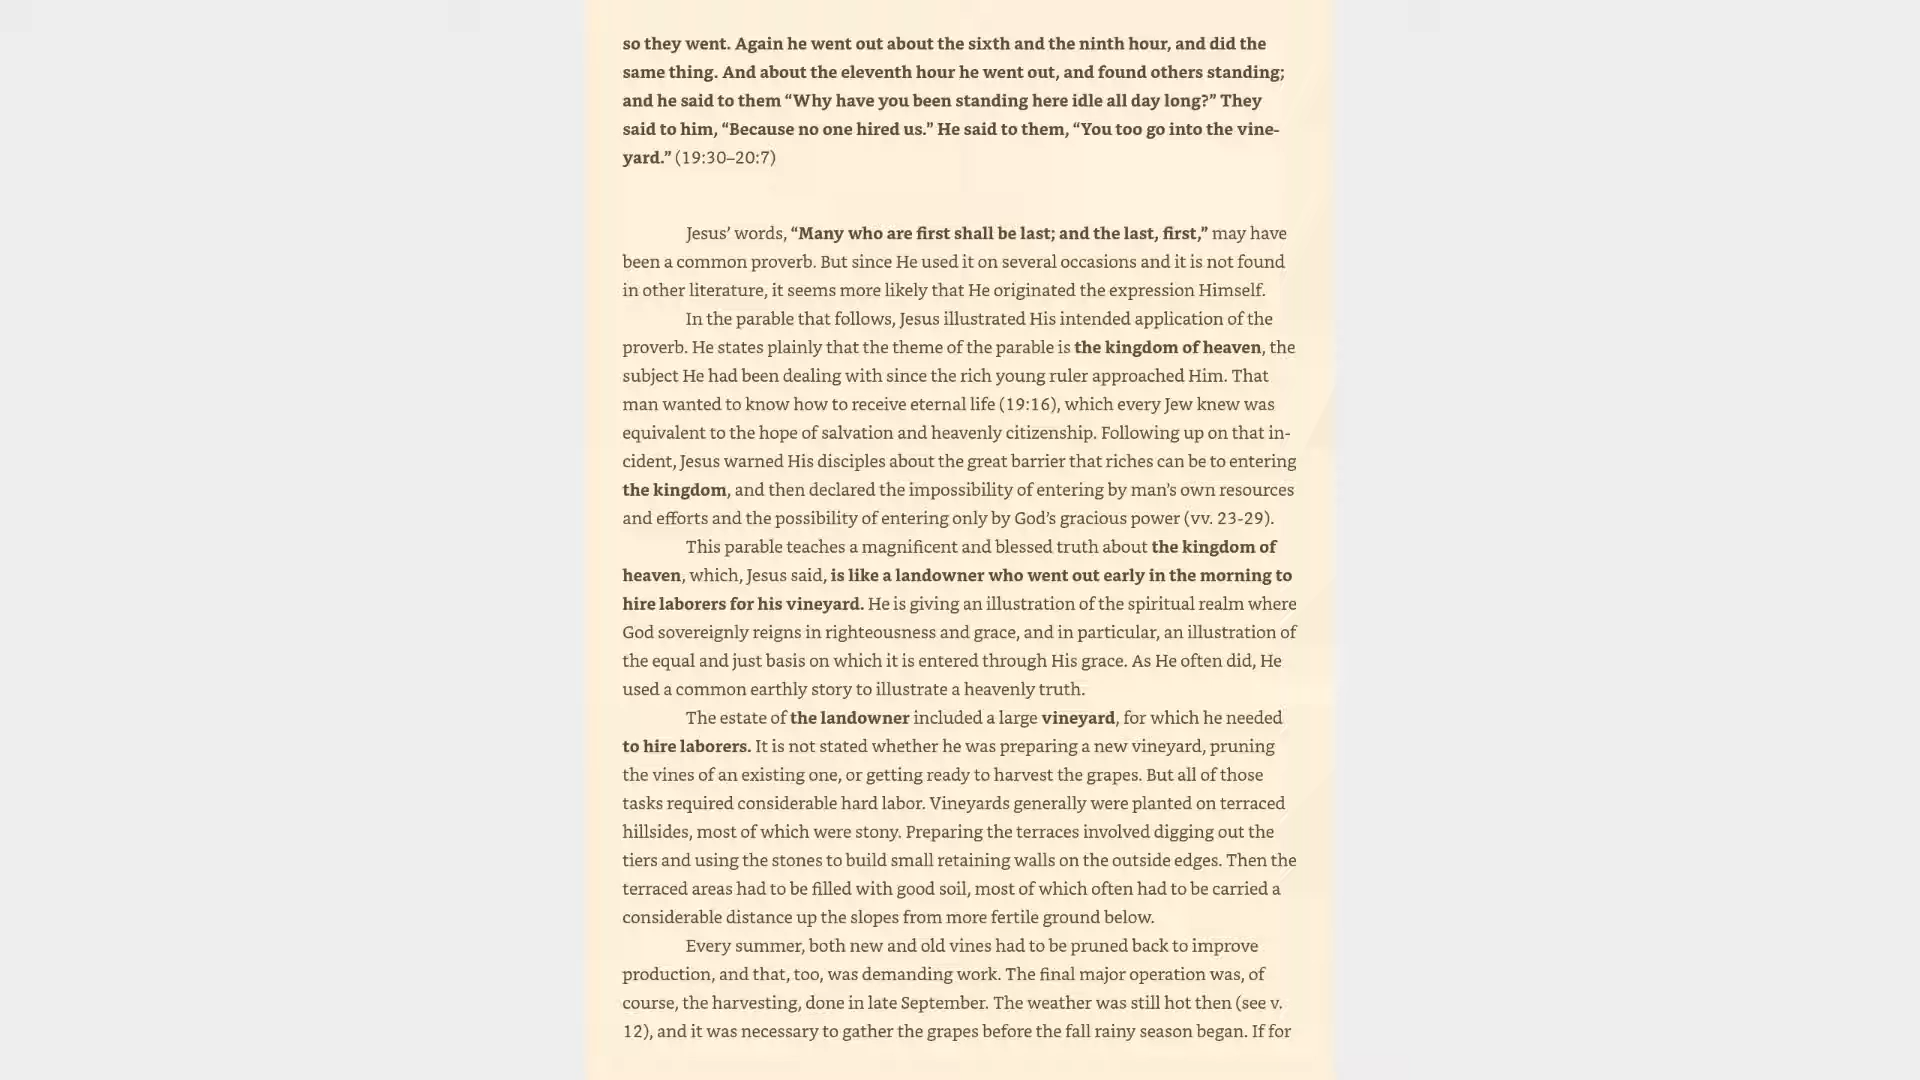 so they went. Again he went out about the sixth and the ninth hour, and did the
same thing. And about the eleventh hour he went out, and found others standing;
and he said to them “Why have you been standing here idle all day long?” They
said to him, “Because no one hired us.” He said to them, “You too go into the vine-
yard.” (19:30–20:7)
Jesus’ words, “Many who are first shall be last; and the last, first,” may have
been a common proverb. But since He used it on several occasions and it is not found
in other literature, it seems more likely that He originated the expression Himself.
In the parable that follows, Jesus illustrated His intended application of the
proverb. He states plainly that the theme of the parable is the kingdom of heaven, the
subject He had been dealing with since the rich young ruler approached Him. That
man wanted to know how to receive eternal life (19:16), which every Jew knew was
equivalent to the hope of salvation and heavenly citizenship. Following up on that in-
cident, Jesus warned His disciples about the great barrier that riches can be to entering
the kingdom, and then declared the impossibility of entering by man’s own resources
and efforts and the possibility of entering only by God’s gracious power (vv. 23-29).
This parable teaches a magnificent and blessed truth about the kingdom of
heaven, which, Jesus said, is like a landowner who went out early in the morning to
hire laborers for his vineyard. He is giving an illustration of the spiritual realm where
God sovereignly reigns in righteousness and grace, and in particular, an illustration of
the equal and just basis on which it is entered through His grace. As He often did, He
used a common earthly story to illustrate a heavenly truth.
The estate of the landowner included a large vineyard, for which he needed
to hire laborers. It is not stated whether he was preparing a new vineyard, pruning
the vines of an existing one, or getting ready to harvest the grapes. But all of those
tasks required considerable hard labor. Vineyards generally were planted on terraced
hillsides, most of which were stony. Preparing the terraces involved digging out the
tiers and using the stones to build small retaining walls on the outside edges. Then the
terraced areas had to be filled with good soil, most of which often had to be carried a
considerable distance up the slopes from more fertile ground below.
Every summer, both new and old vines had to be pruned back to improve
production, and that, too, was demanding work. The final major operation was, of
course, the harvesting, done in late September. The weather was still hot then (see v.
12), and it was necessary to gather the grapes before the fall rainy season began. If for